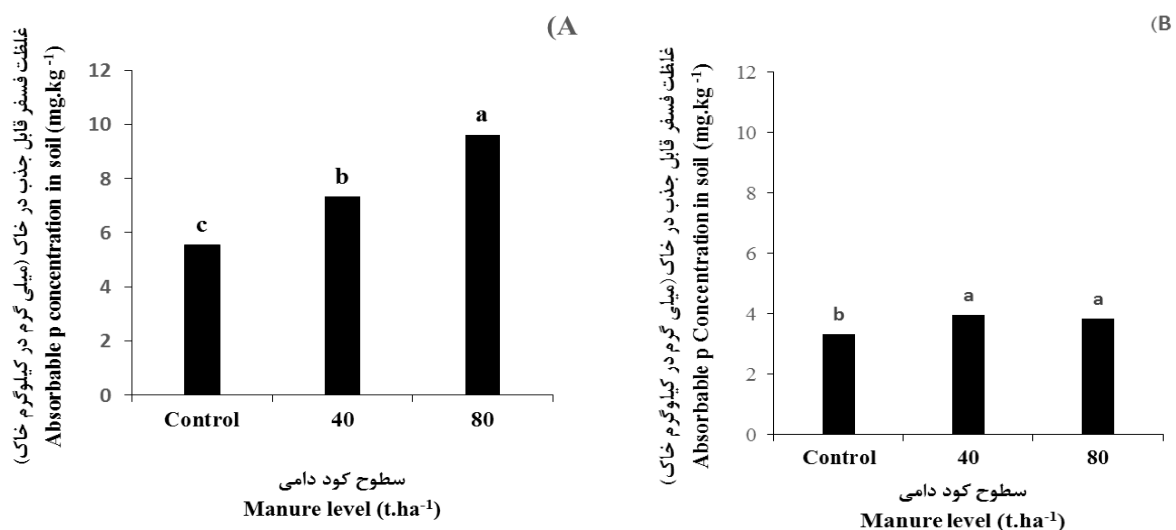 (A
غلظت فسفر قابل جذب در خاک (میلی گرم در کیلوگرم خاک)
Absorbable p concentration in soil (mg.kg⁻¹)
12
10
8
6
4
2
0
c
b
a
Control 40 80
سطوح کود دامی
Manure level (t.ha⁻¹)
(B
غلظت فسفر قابل جذب در خاک (میلی گرم در کیلوگرم خاک)
Absorbable p Concentration in soil (mg.kg⁻¹)
12
10
8
6
4
2
0
b
a
a
Control 40 80
سطوح کود دامی
Manure level (t.ha⁻¹)